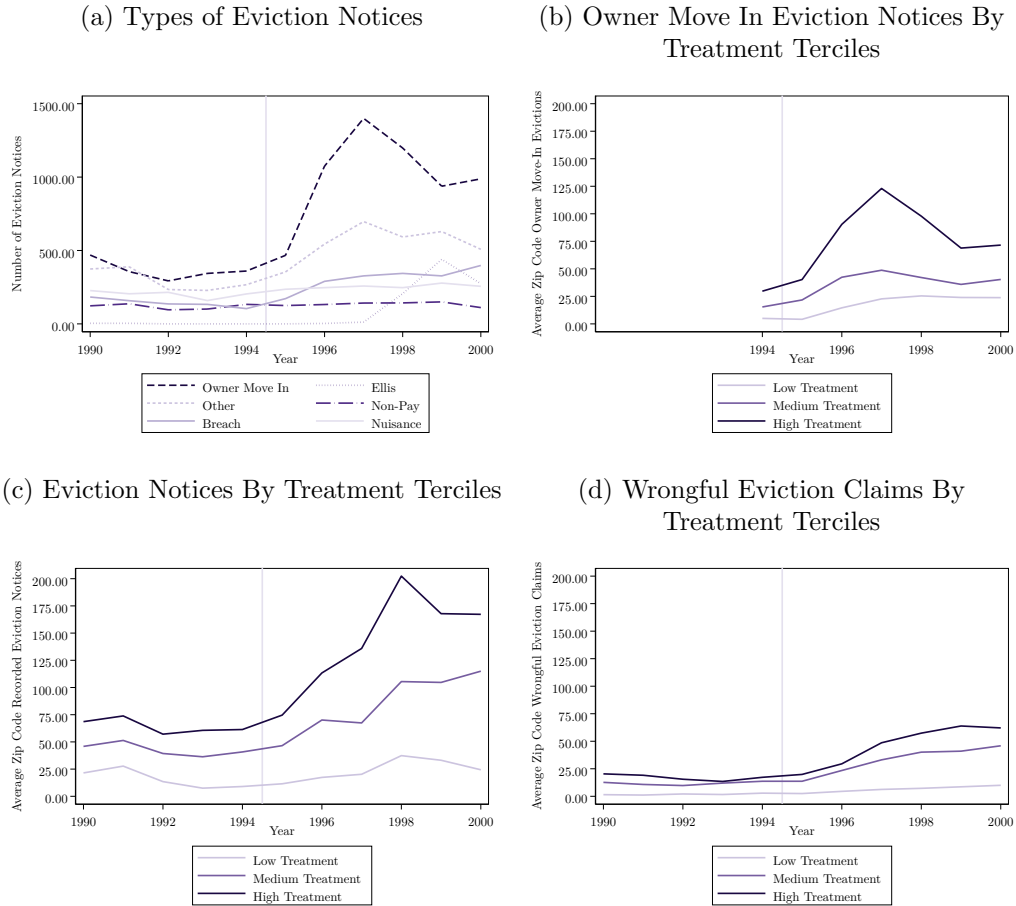 (a) Types of Eviction Notices
Number of Eviction Notices
1500.00
1000.00
500.00
0.00
1990 1992 1994 1996 1998 2000
Year
Owner Move In Ellis
Other Non-Pay
Breach Nuisance
(b) Owner Move In Eviction Notices By
Treatment Terciles
Average Zip Code Owner Move-In Evictions
200.00
175.00
150.00
125.00
100.00
75.00
50.00
25.00
0.00
1994 1996 1998 2000
Year
Low Treatment
Medium Treatment
High Treatment
(c) Eviction Notices By Treatment Terciles
Average Zip Code Recorded Eviction Notices
200.00
175.00
150.00
125.00
100.00
75.00
50.00
25.00
0.00
1990 1992 1994 1996 1998 2000
Year
Low Treatment
Medium Treatment
High Treatment
(d) Wrongful Eviction Claims By
Treatment Terciles
Average Zip Code Wrongful Eviction Claims
200.00
175.00
150.00
125.00
100.00
75.00
50.00
25.00
0.00
1990 1992 1994 1996 1998 2000
Year
Low Treatment
Medium Treatment
High Treatment